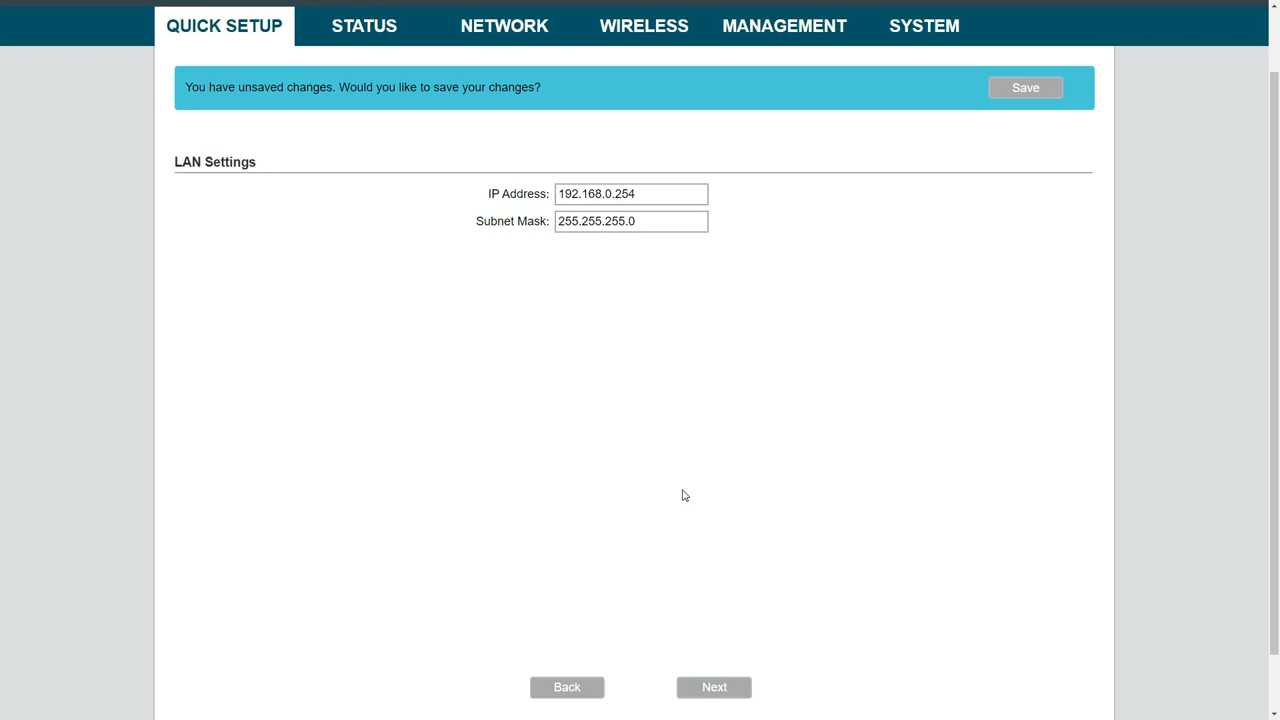 QUICK SETUP STATUS NETWORK WIRELESS MANAGEMENT SYSTEM
You have unsaved changes. Would you like to save your changes? Save
LAN Settings
IP Address: 192.168.0.254
Subnet Mask: 255.255.255.0
Back Next